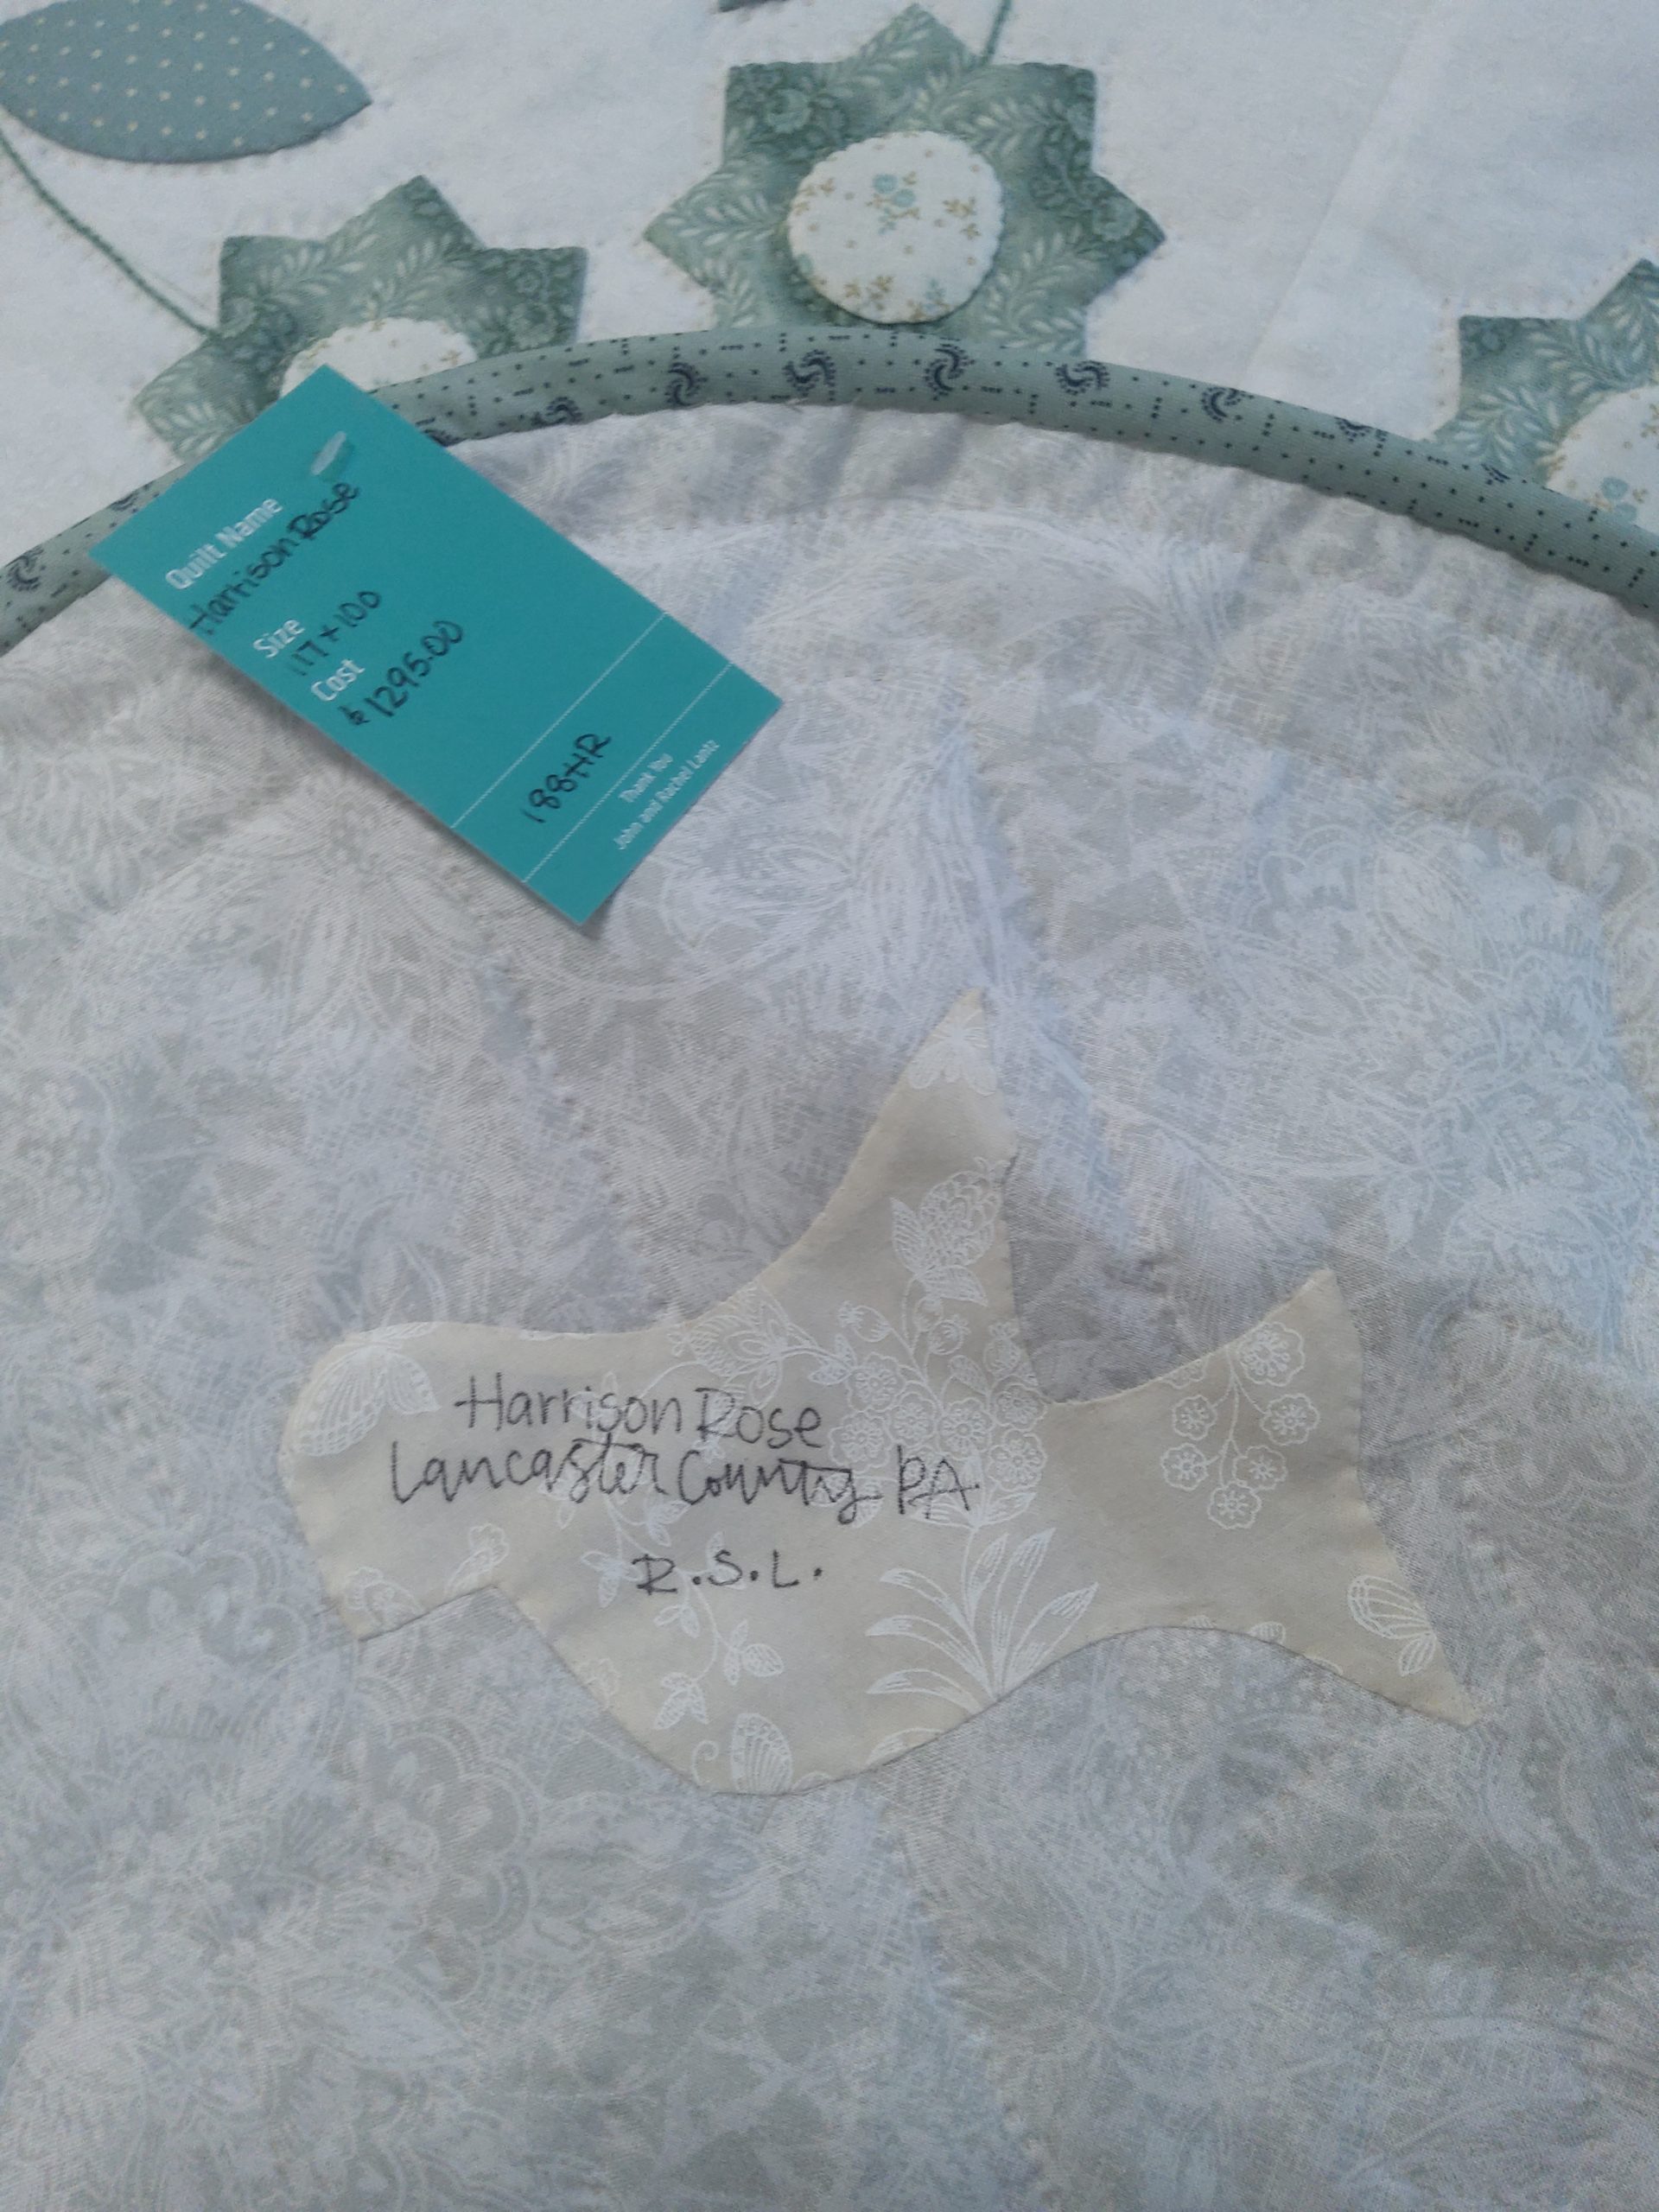 Quilt Name
Harrison Rose
Size
117 x 100
Cost
$1295.00
188HR
Thank You
John and Rachel Lantz
Harrison Rose
Lancaster County PA.
R.S.L.